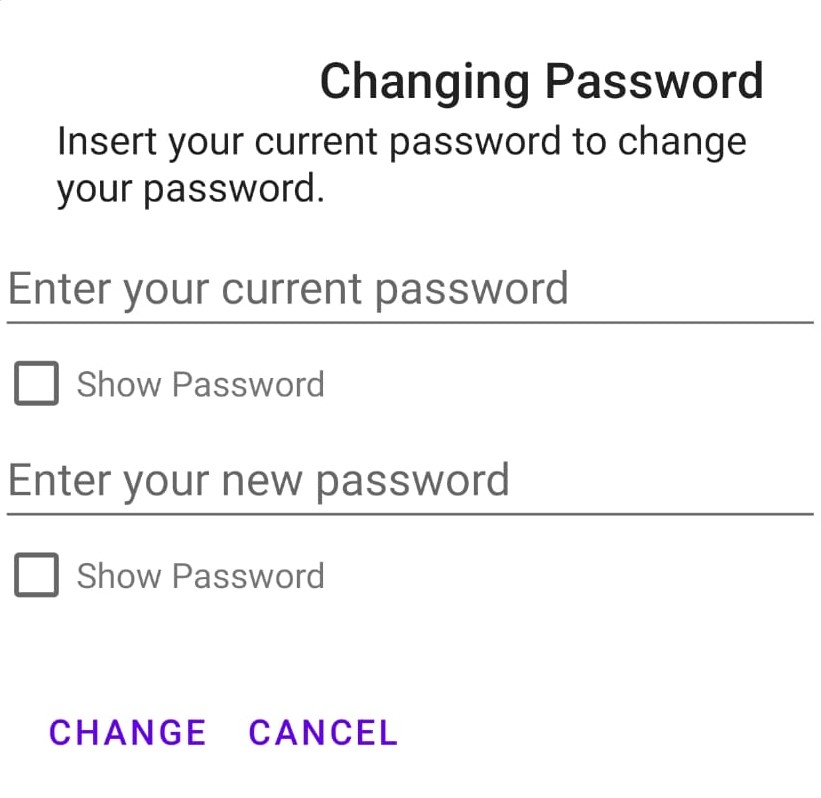 Changing Password
Insert your current password to change
your password.
Enter your current password
Show Password
Enter your new password
Show Password
CHANGE CANCEL